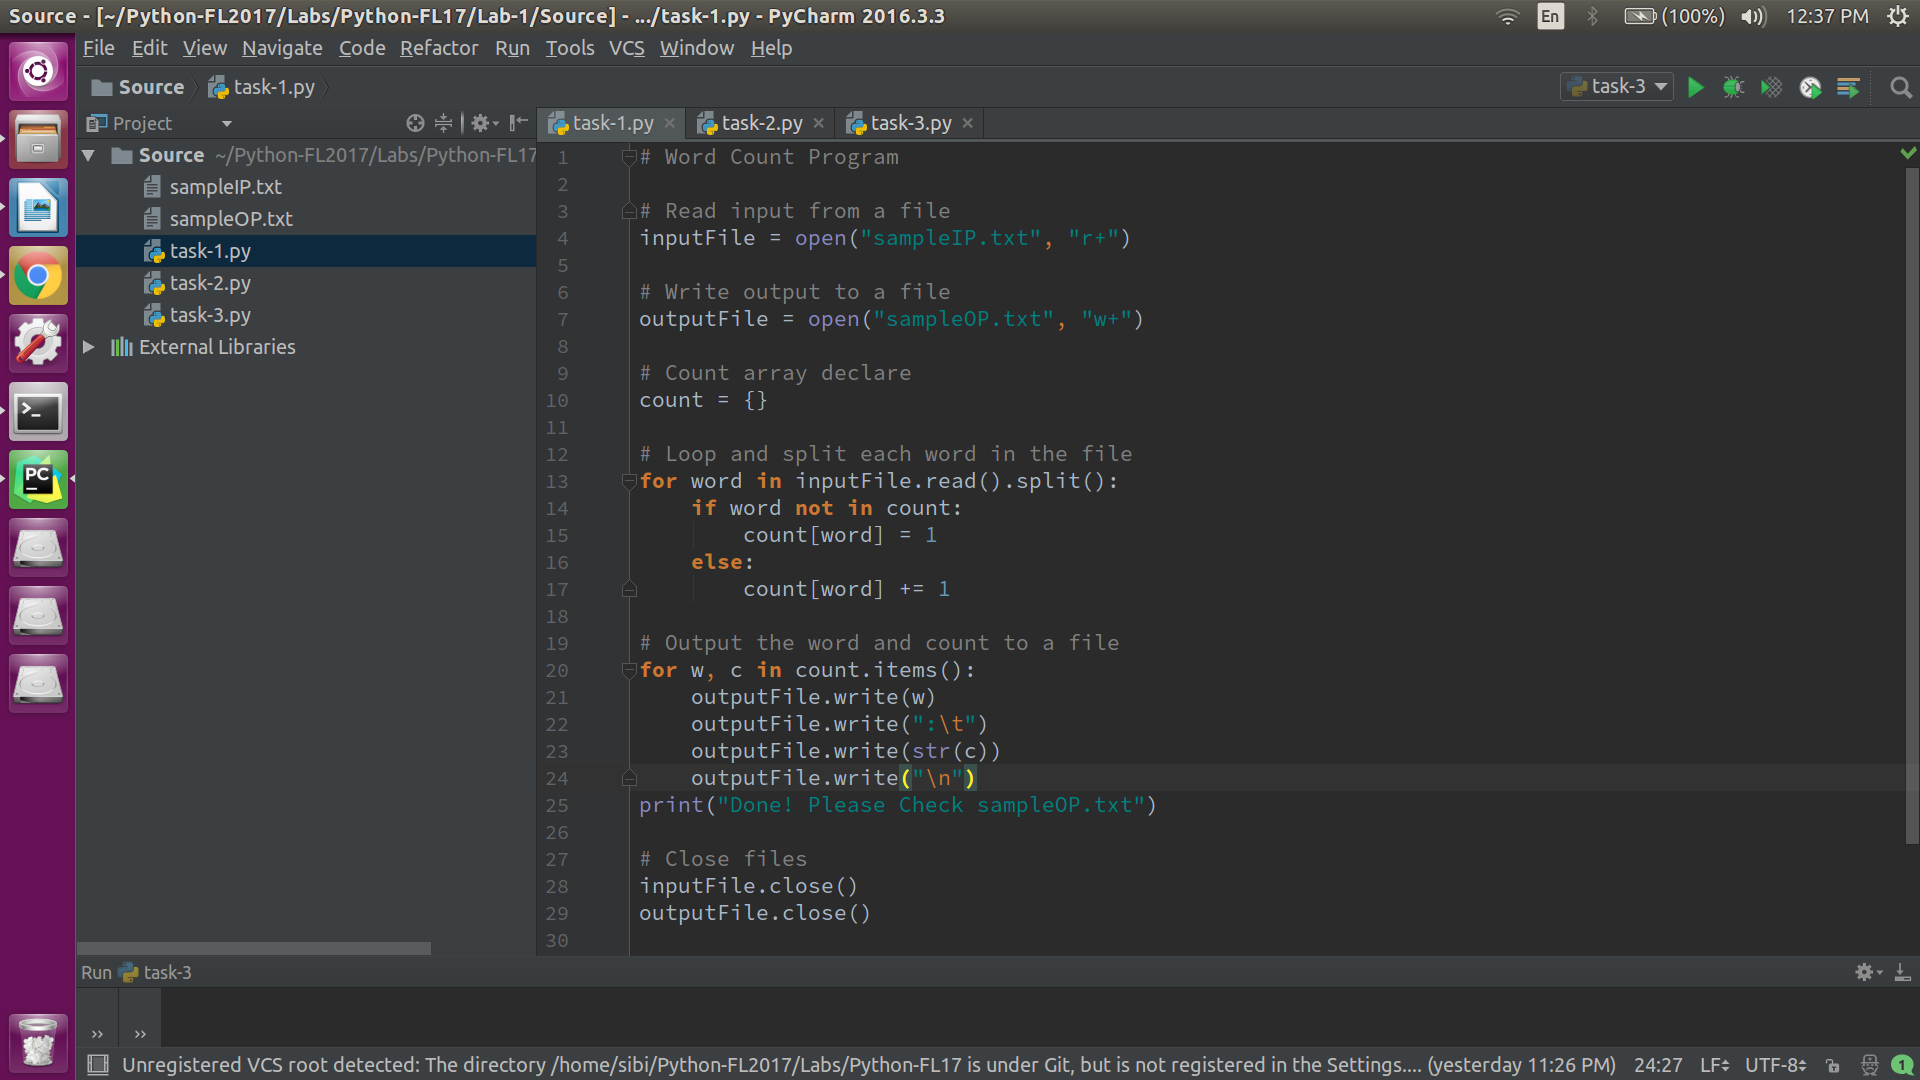 Source - [~/Python-FL2017/Labs/Python-FL17/Lab-1/Source] - .../task-1.py - PyCharm 2016.3.3
En (100%) 12:37 PM
File Edit View Navigate Code Refactor Run Tools VCS Window Help
Source task-1.py
task-3
Project
task-1.py task-2.py task-3.py
Source ~/Python-FL2017/Labs/Python-FL17
sampleIP.txt
sampleOP.txt
task-1.py
task-2.py
task-3.py
External Libraries
PC
1 # Word Count Program
2
3 # Read input from a file
4 inputFile = open("sampleIP.txt", "r+")
5
6 # Write output to a file
7 outputFile = open("sampleOP.txt", "w+")
8
9 # Count array declare
10 count = {}
11
12 # Loop and split each word in the file
13 for word in inputFile.read().split():
14     if word not in count:
15         count[word] = 1
16     else:
17         count[word] += 1
18
19 # Output the word and count to a file
20 for w, c in count.items():
21     outputFile.write(w)
22     outputFile.write(":\t")
23     outputFile.write(str(c))
24     outputFile.write("\n")
25 print("Done! Please Check sampleOP.txt")
26
27 # Close files
28 inputFile.close()
29 outputFile.close()
30
Run task-3
›› ››
Unregistered VCS root detected: The directory /home/sibi/Python-FL2017/Labs/Python-FL17 is under Git, but is not registered in the Settings.... (yesterday 11:26 PM) 24:27 LF UTF-8 1